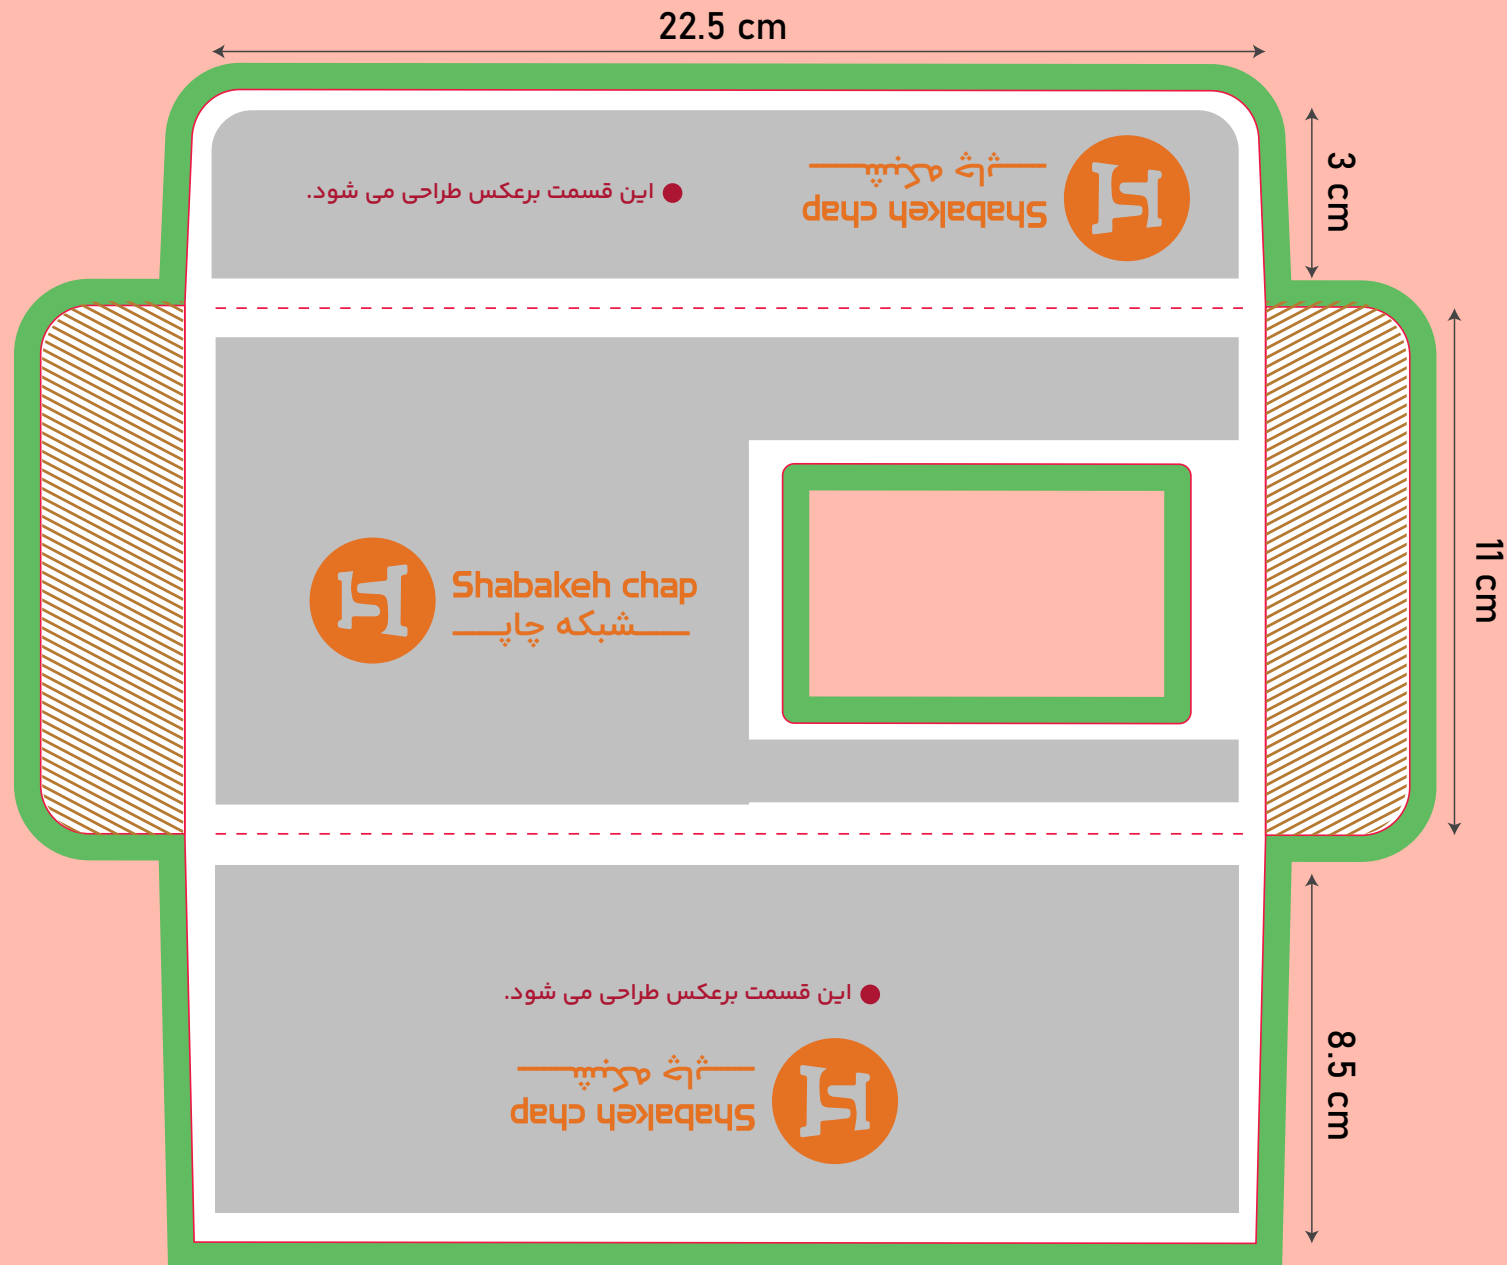 22.5 cm
شبکه چاپ
Shabakeh chap
این قسمت برعکس طراحی می شود.
3 cm
Shabakeh chap
شبکه چاپ
11 cm
این قسمت برعکس طراحی می شود.
شبکه چاپ
Shabakeh chap
8.5 cm